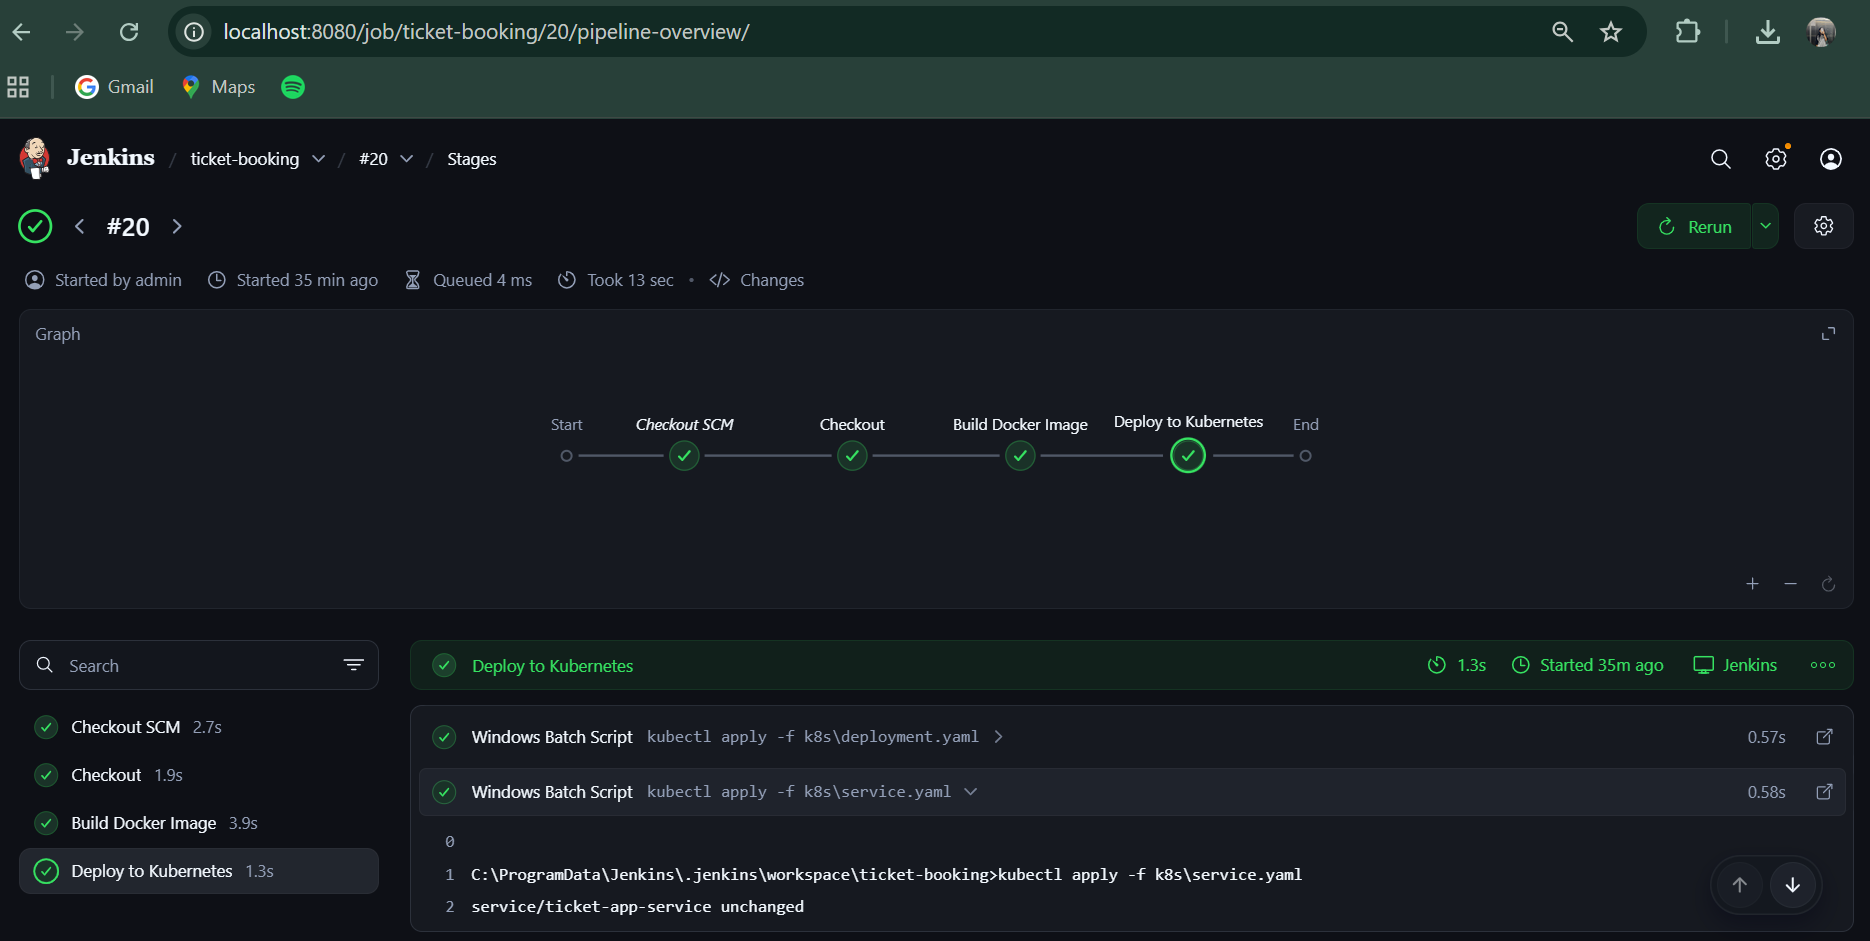 localhost:8080/job/ticket-booking/20/pipeline-overview/
Gmail Maps
Jenkins / ticket-booking / #20 / Stages
#20
Rerun
Started by admin Started 35 min ago Queued 4 ms Took 13 sec • Changes
Graph
Start Checkout SCM Checkout Build Docker Image Deploy to Kubernetes End
Search
Checkout SCM 2.7s
Checkout 1.9s
Build Docker Image 3.9s
Deploy to Kubernetes 1.3s
Deploy to Kubernetes 1.3s Started 35m ago Jenkins
Windows Batch Script kubectl apply -f k8s\deployment.yaml 0.57s
Windows Batch Script kubectl apply -f k8s\service.yaml 0.58s
0
1 C:\ProgramData\Jenkins\.jenkins\workspace\ticket-booking>kubectl apply -f k8s\service.yaml
2 service/ticket-app-service unchanged